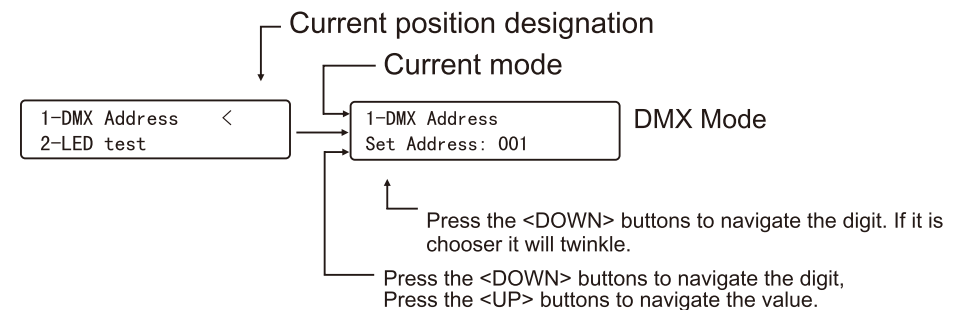 Current position designation
Current mode
1-DMX Address <
2-LED test
1-DMX Address
Set Address: 001
DMX Mode
Press the <DOWN> buttons to navigate the digit. If it is
chooser it will twinkle.
Press the <DOWN> buttons to navigate the digit,
Press the <UP> buttons to navigate the value.